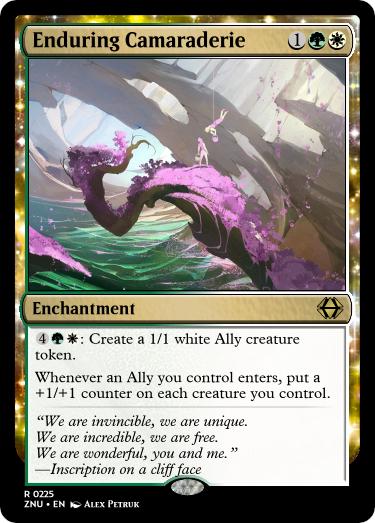 Enduring Camaraderie 1
Enchantment
4: Create a 1/1 white Ally creature
token.
Whenever an Ally you control enters, put a
+1/+1 counter on each creature you control.
“We are invincible, we are unique.
We are incredible, we are free.
We are wonderful, you and me.”
—Inscription on a cliff face
R 0225
ZNU • EN Alex Petruk